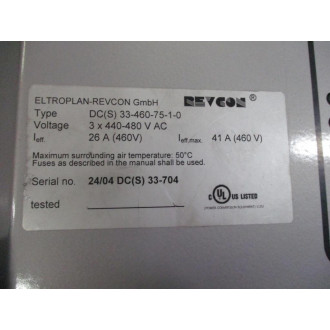 ELTROPLAN-REVCON GmbH REVCON ®
Type DC(S) 33-460-75-1-0
Voltage 3 x 440-480 V AC
Ieff. 26 A (460V) Ieff.max. 41 A (460 V)
Maximum surrounding air temperature: 50°C
Fuses as described in the manual shall be used.
Serial no. 24/04 DC(S) 33-704
tested
C UL US LISTED